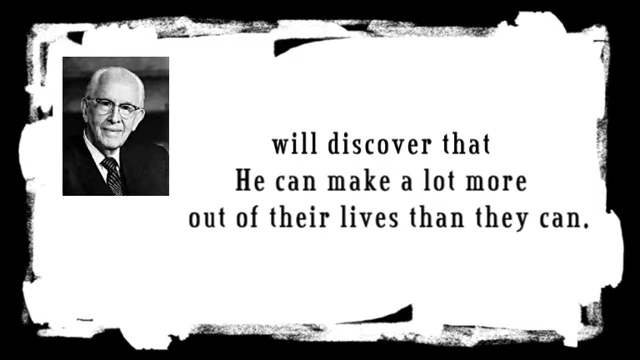 will discover that
He can make a lot more
out of their lives than they can.